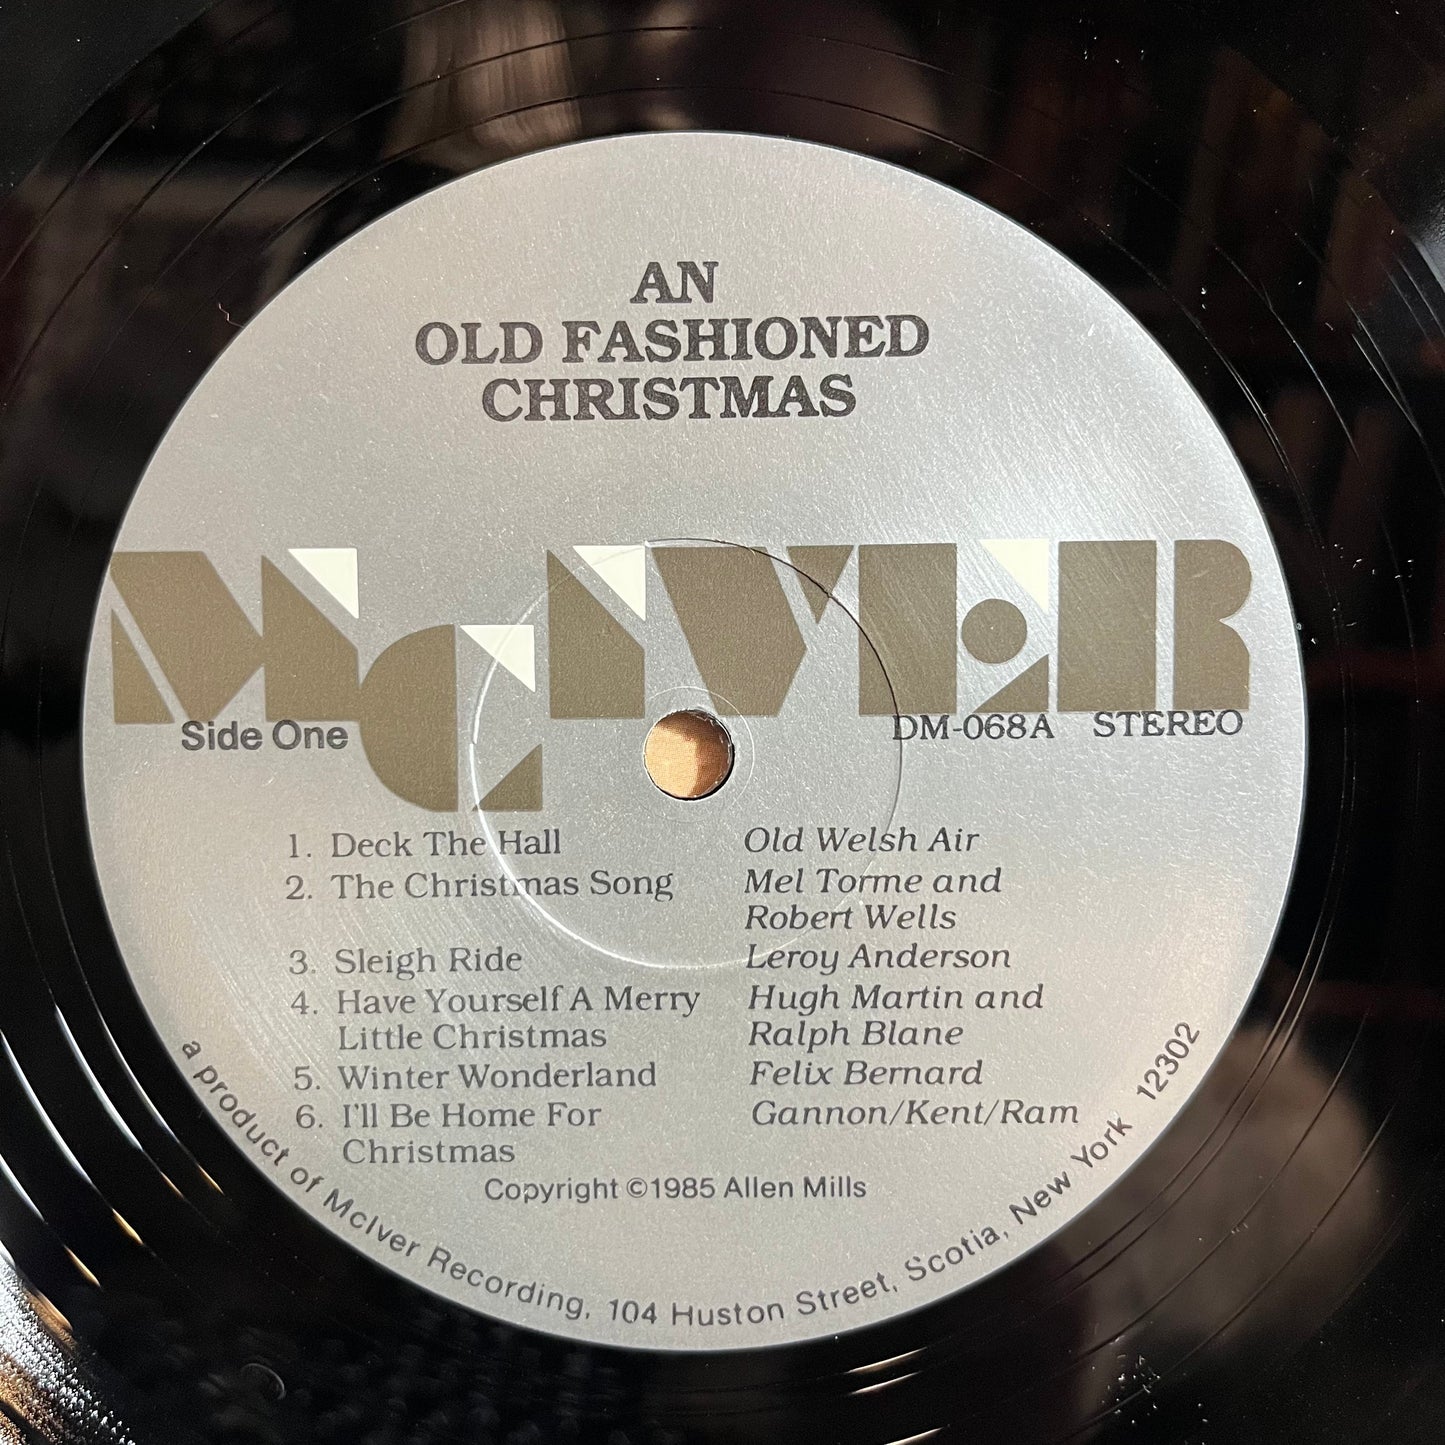 AN
OLD FASHIONED
CHRISTMAS
McIVER
Side One
DM-068A STEREO
1. Deck The Hall Old Welsh Air
2. The Christmas Song Mel Torme and
Robert Wells
3. Sleigh Ride Leroy Anderson
4. Have Yourself A Merry Hugh Martin and
Little Christmas Ralph Blane
5. Winter Wonderland Felix Bernard
6. I'll Be Home For Gannon/Kent/Ram
Christmas
Copyright ©1985 Allen Mills
a product of McIver Recording, 104 Huston Street, Scotia, New York 12302